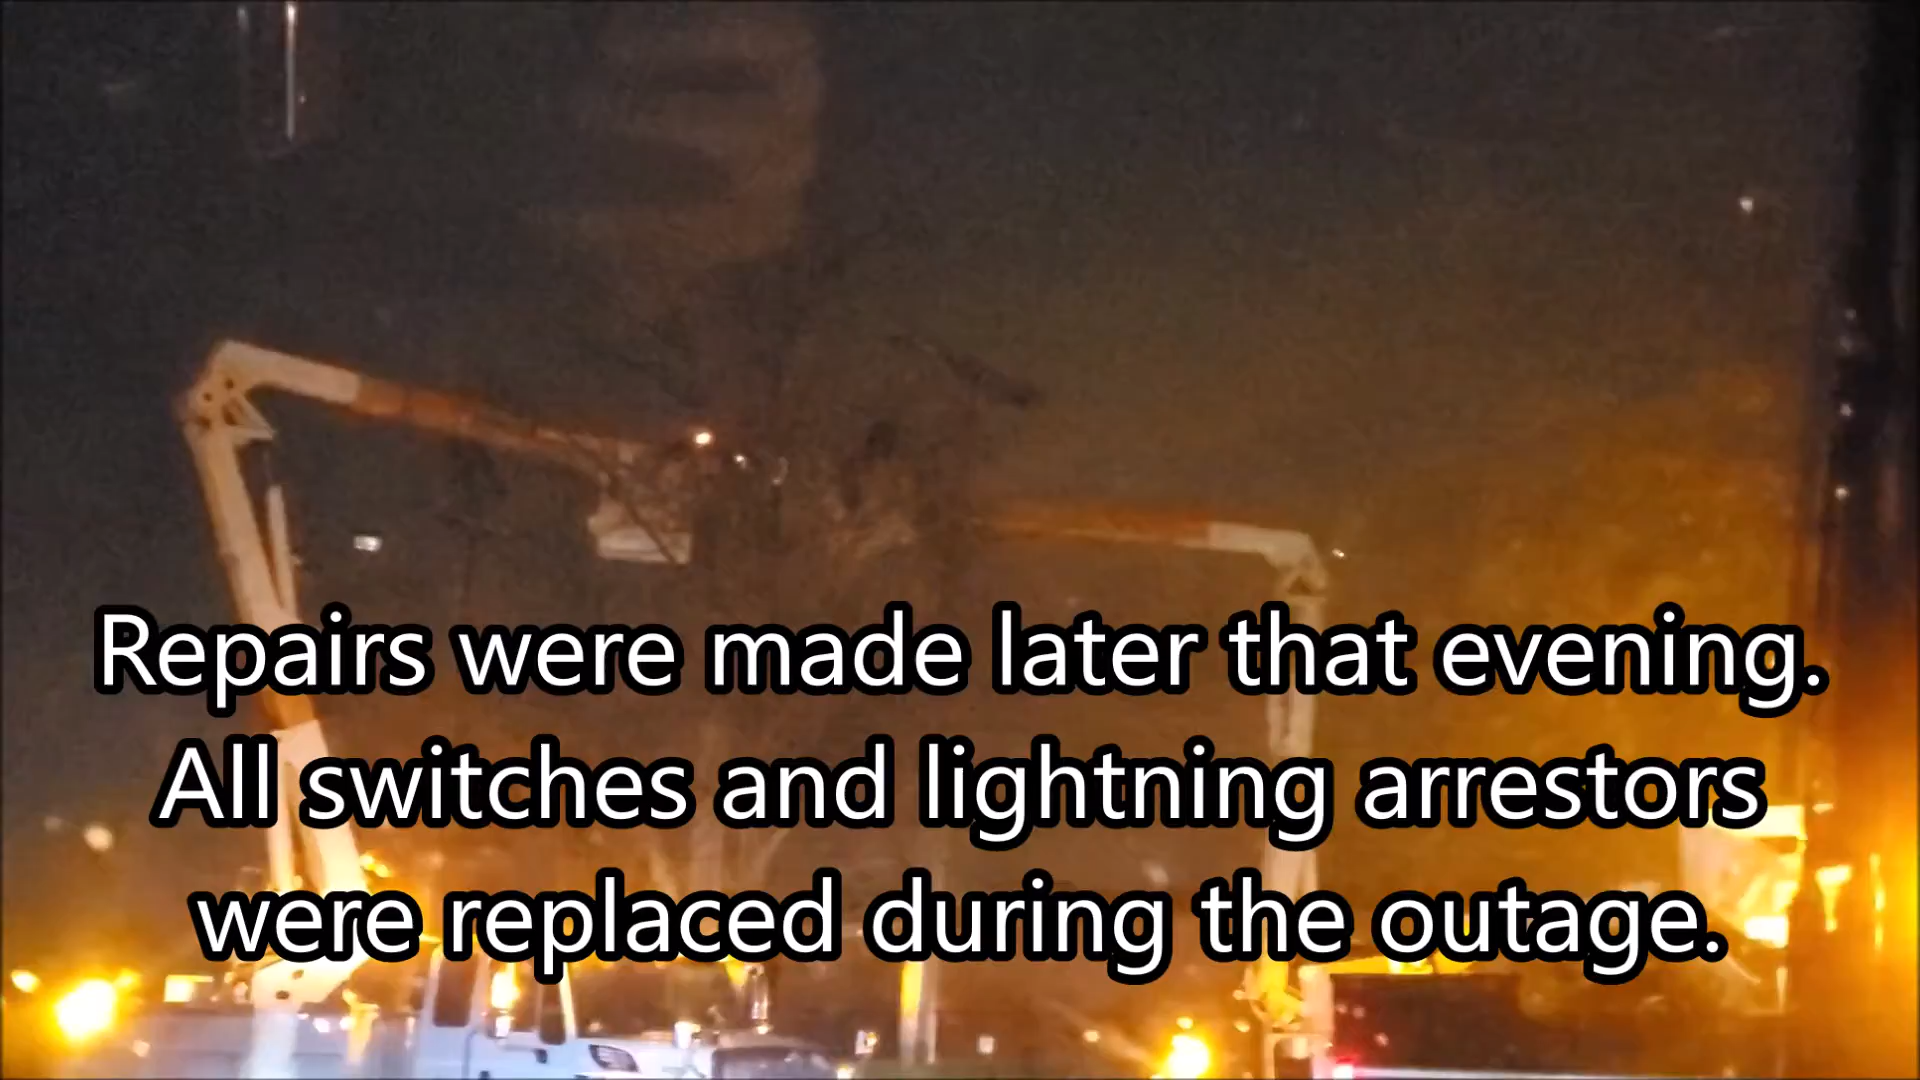 Repairs were made later that evening.
All switches and lightning arrestors
were replaced during the outage.